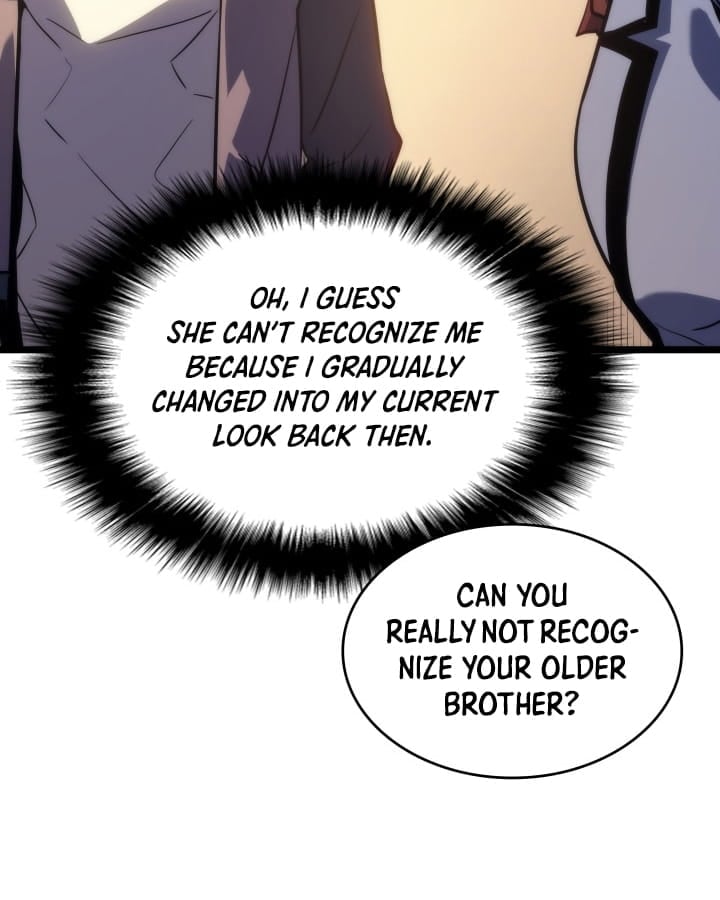 OH, I GUESS
SHE CAN'T RECOGNIZE ME
BECAUSE I GRADUALLY
CHANGED INTO MY CURRENT
LOOK BACK THEN.
CAN YOU
REALLY NOT RECOG-
NIZE YOUR OLDER
BROTHER?